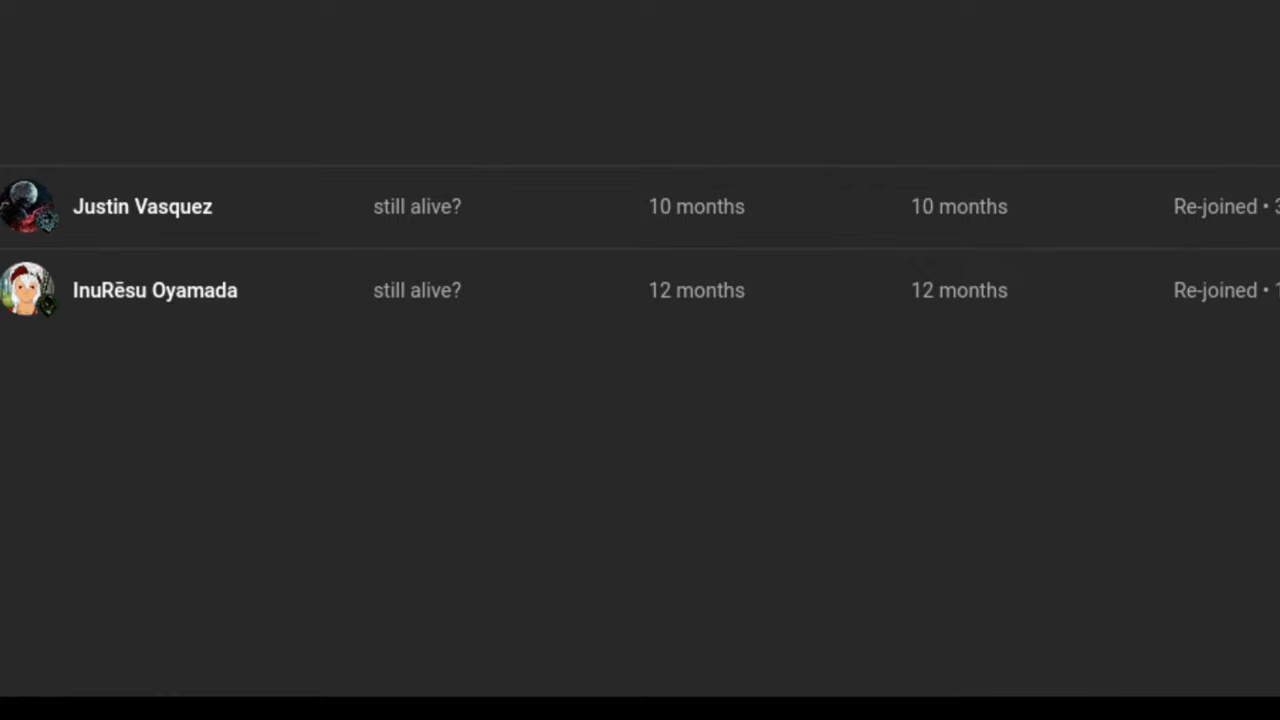 Justin Vasquez still alive? 10 months 10 months Re-joined •
InuRēsu Oyamada still alive? 12 months 12 months Re-joined •